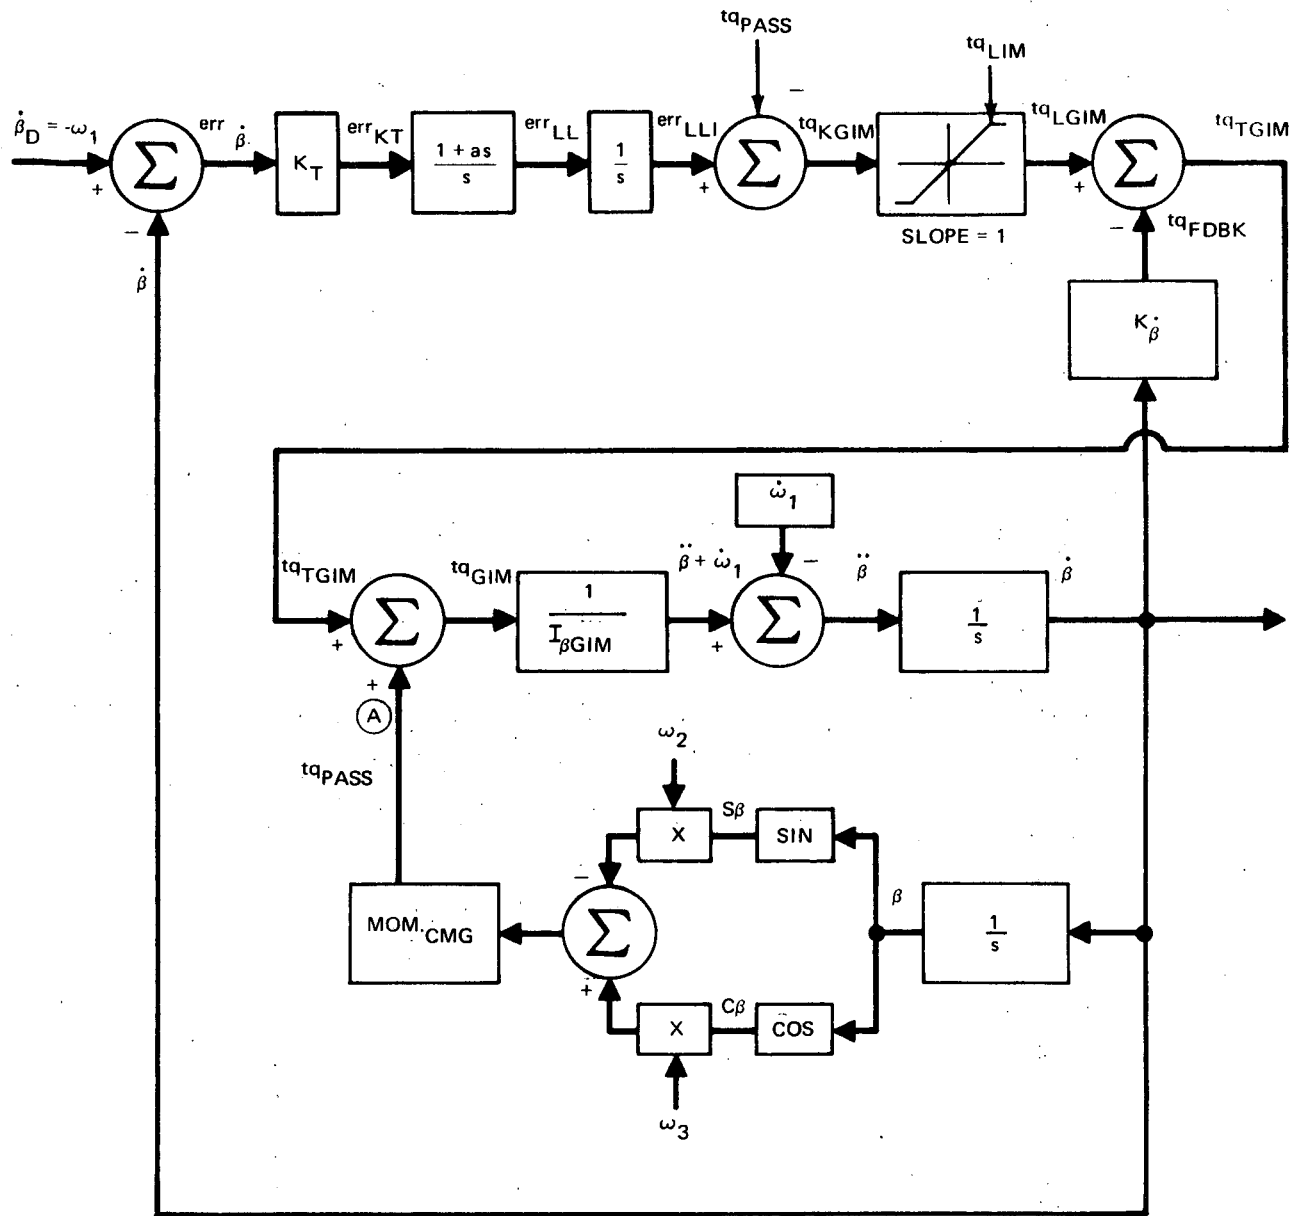 tqPASS
tqLIM
β̇D = -ω1
err β̇
errKT
errLL
errLLI
tqKGIM
tqLGIM
tqTGIM
Σ
KT
1 + as
s
1
s
Σ
Σ
+
−
+
−
+
−
SLOPE = 1
tqFDBK
β̇
Kβ̇
ω̇1
tqTGIM
tqGIM
β̈ + ω̇1
−
β̈
β̇
Σ
1
IβGIM
Σ
1
s
+
+
+
A
ω2
tqPASS
Sβ
X
SIN
−
β
MOM.CMG
Σ
1
s
+
Cβ
X
COS
ω3